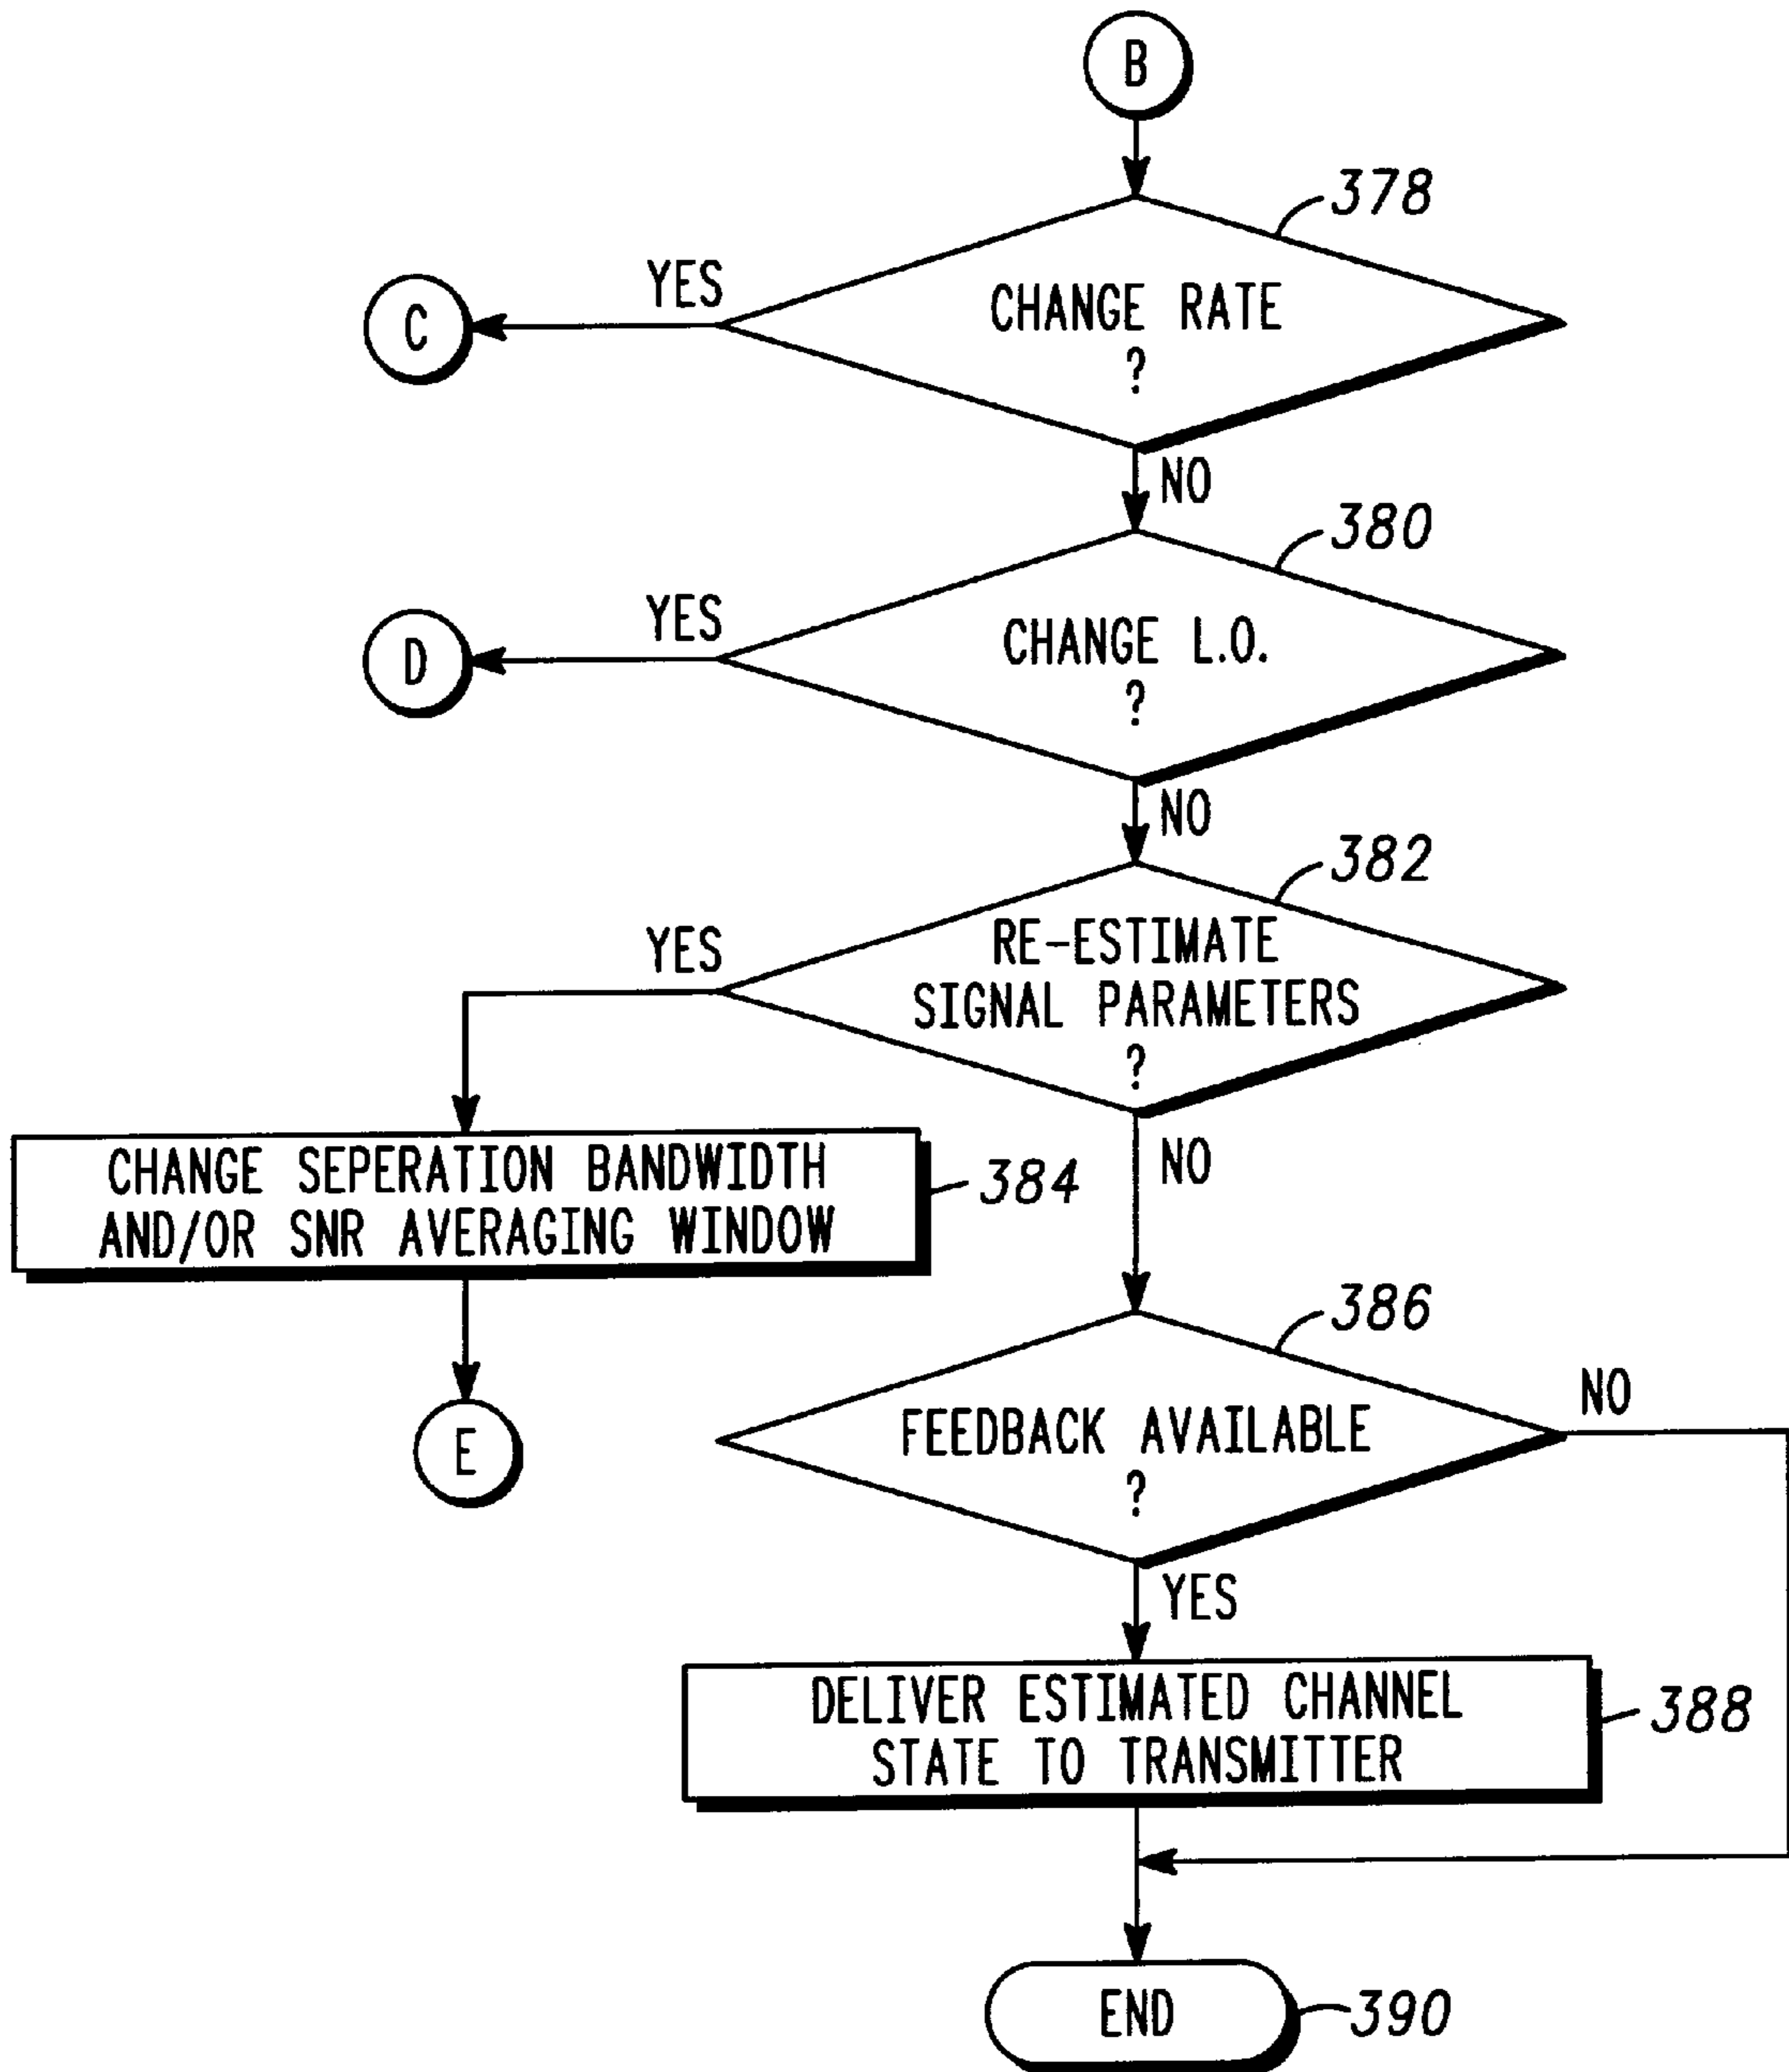 B
378
YES
C
CHANGE RATE
?
NO
380
YES
D
CHANGE L.O.
?
NO
382
YES
RE-ESTIMATE
SIGNAL PARAMETERS
?
NO
CHANGE SEPERATION BANDWIDTH
AND/OR SNR AVERAGING WINDOW
384
E
386
NO
FEEDBACK AVAILABLE
?
YES
DELIVER ESTIMATED CHANNEL
STATE TO TRANSMITTER
388
END
390